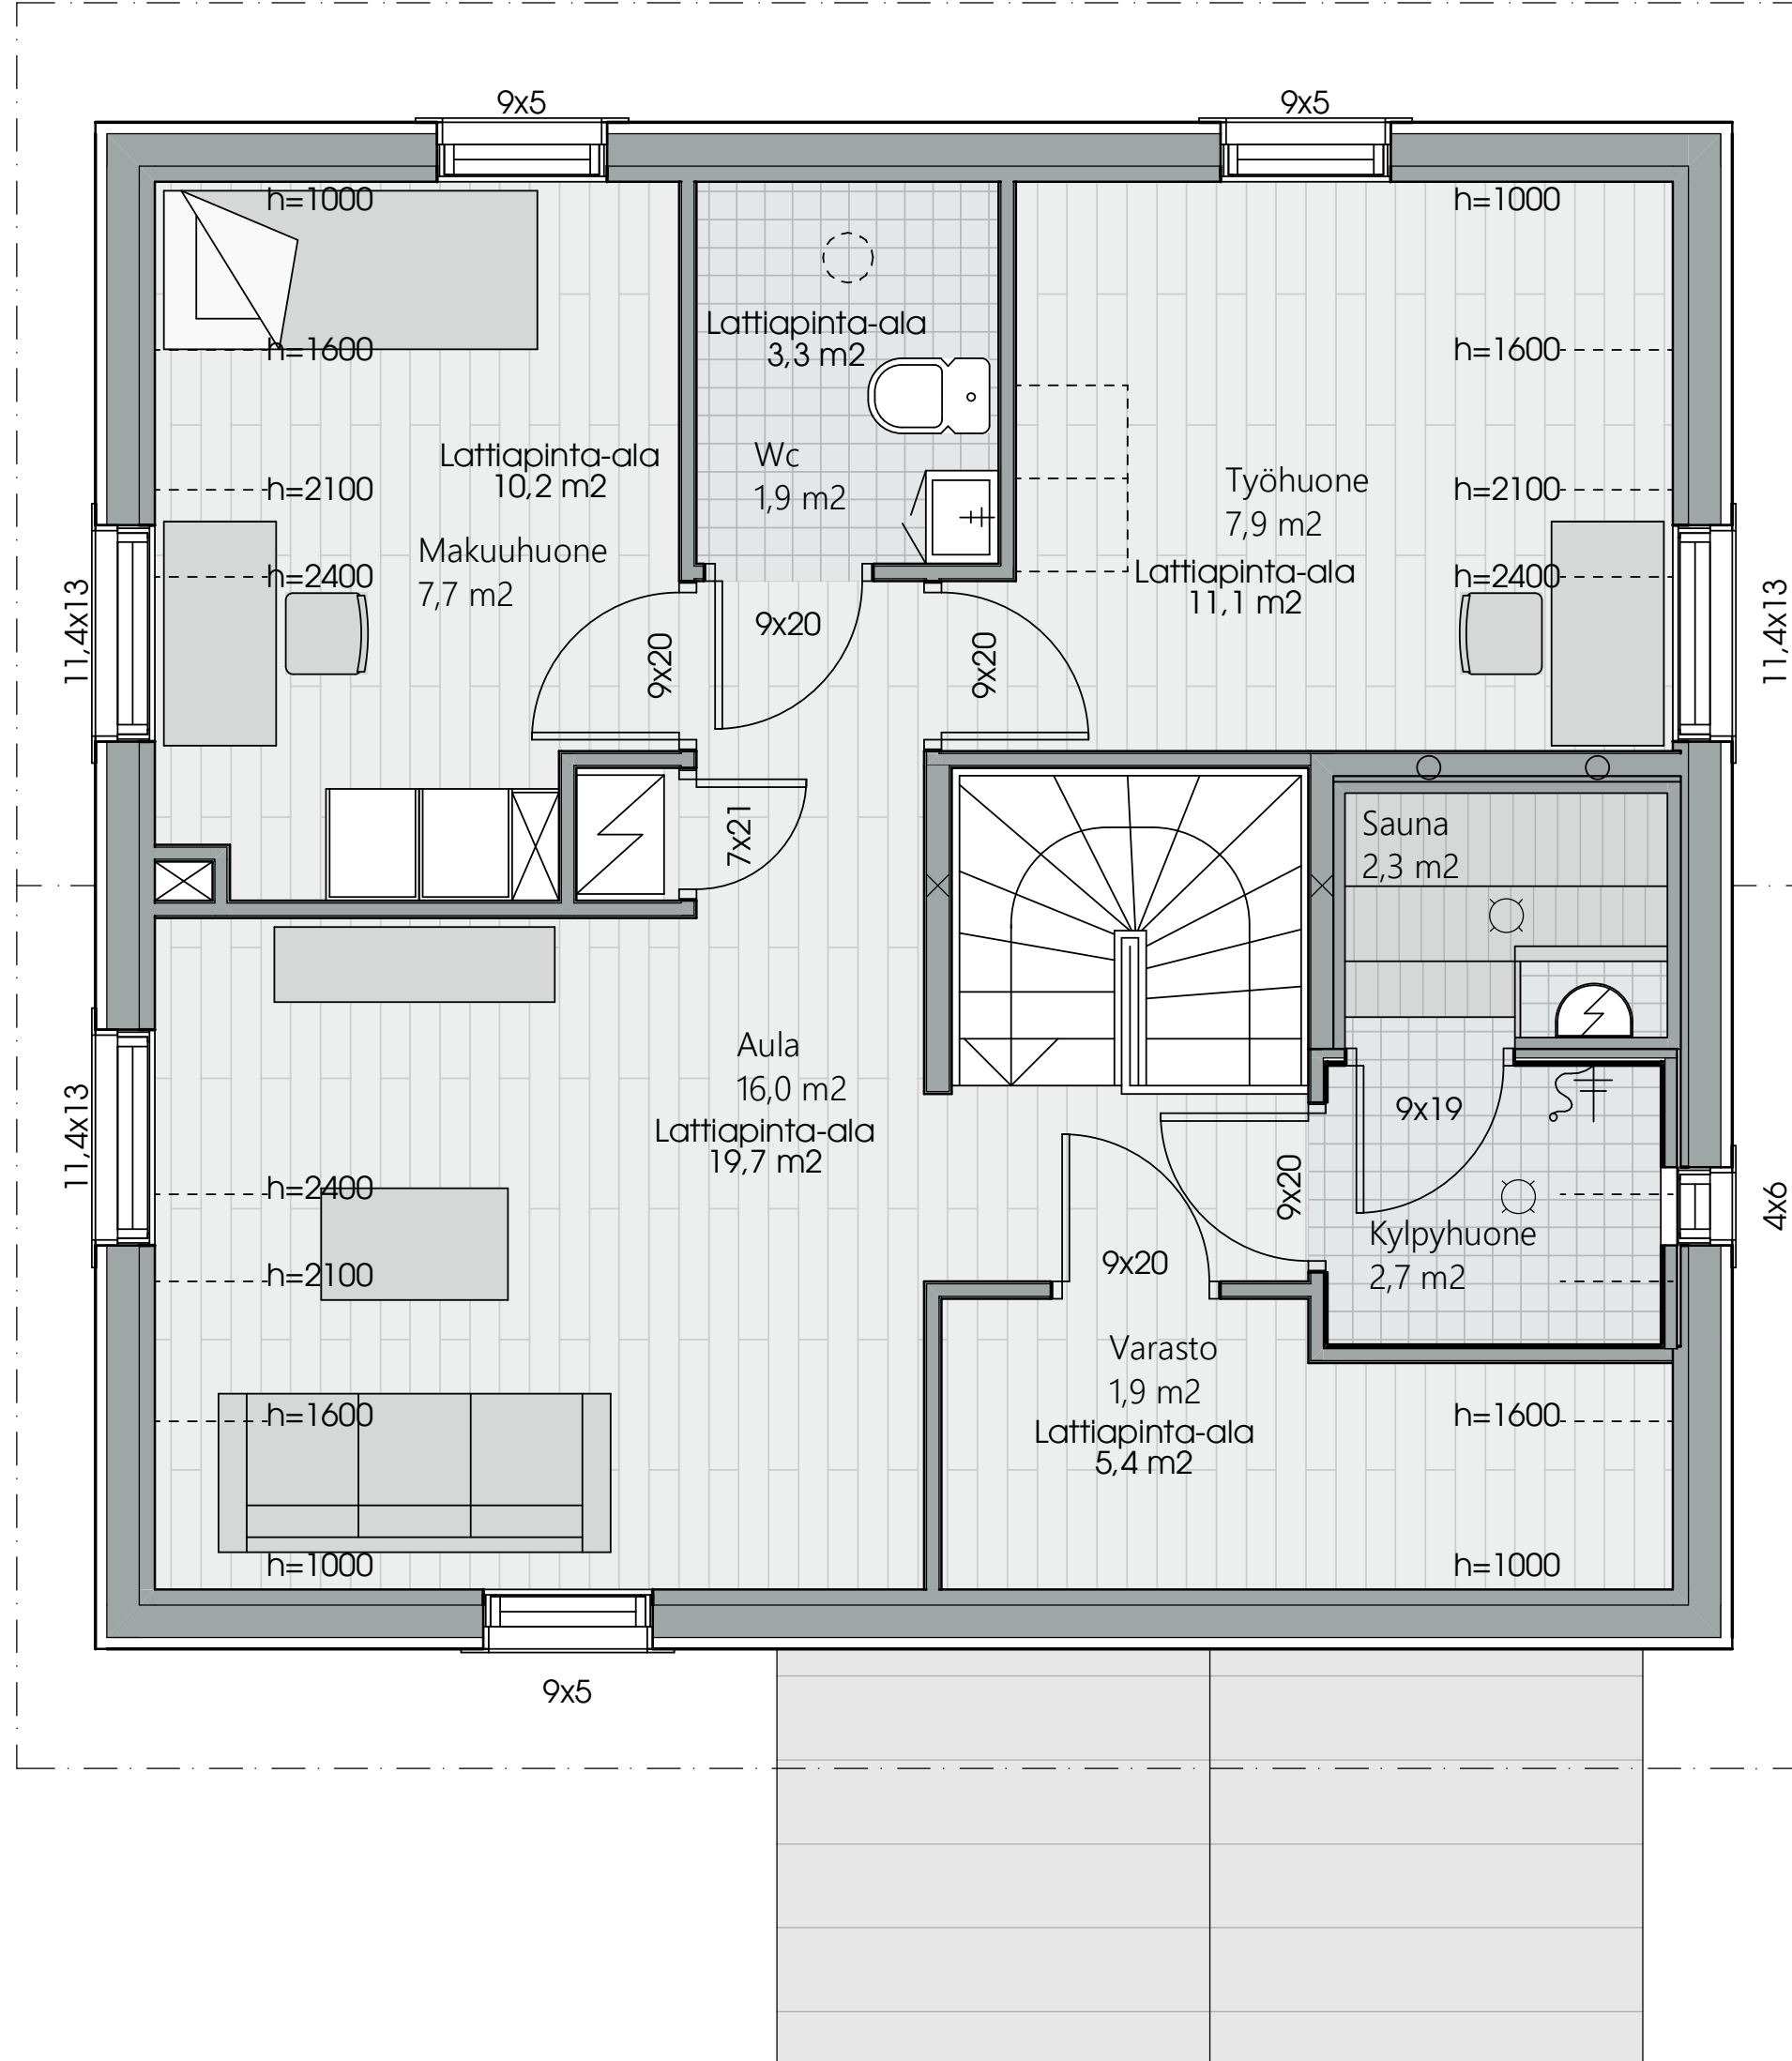 9x5
9x5
h=1000
h=1000
Lattiapinta-ala
3,3 m2
h=1600
h=1600
Lattiapinta-ala
10,2 m2
Wc
1,9 m2
Työhuone
7,9 m2
h=2100
h=2100
Makuuhuone
7,7 m2
h=2400
h=2400
Lattiapinta-ala
11,1 m2
11,4x13
9x20
9x20
9x20
11,4x13
7x21
Sauna
2,3 m2
Aula
16,0 m2
Lattiapinta-ala
19,7 m2
11,4x13
9x19
9x20
4x6
h=2400
Kylpyhuone
2,7 m2
9x20
h=2100
Varasto
1,9 m2
Lattiapinta-ala
5,4 m2
h=1600
h=1600
h=1000
h=1000
9x5